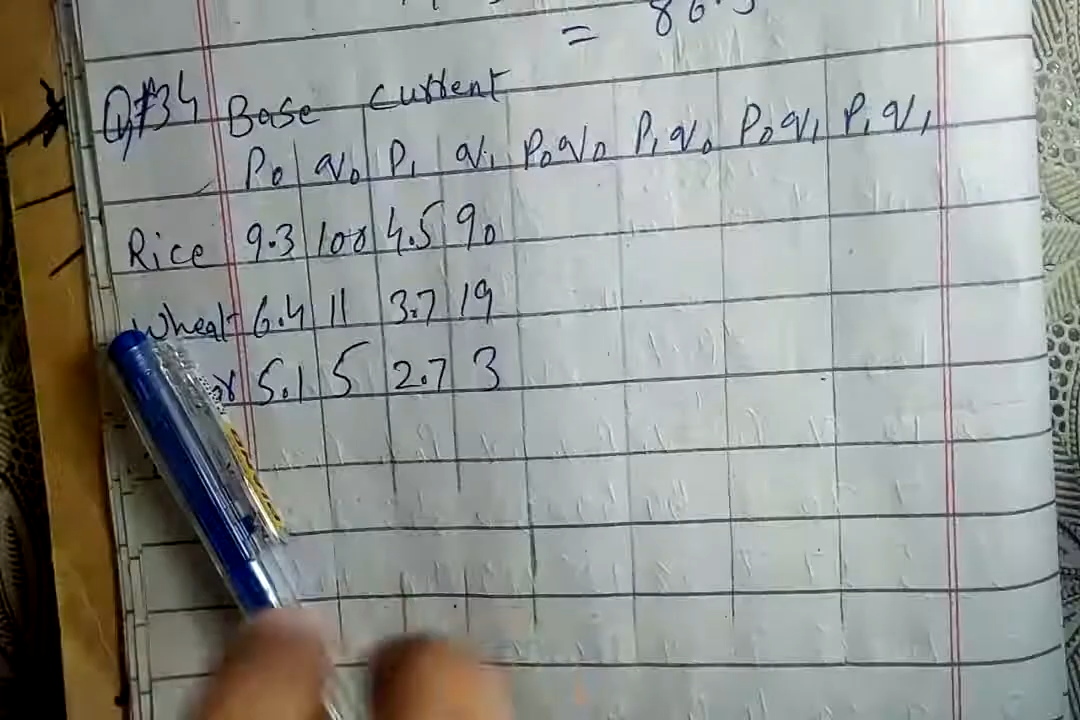 = 86.5
Q#34 Base Current
P₀ q₀ P₁ q₁ P₀q₀ P₁q₀ P₀q₁ P₁q₁
Rice 9.3 100 4.5 90
Wheat 6.4 11 3.7 19
5.1 5 2.7 3